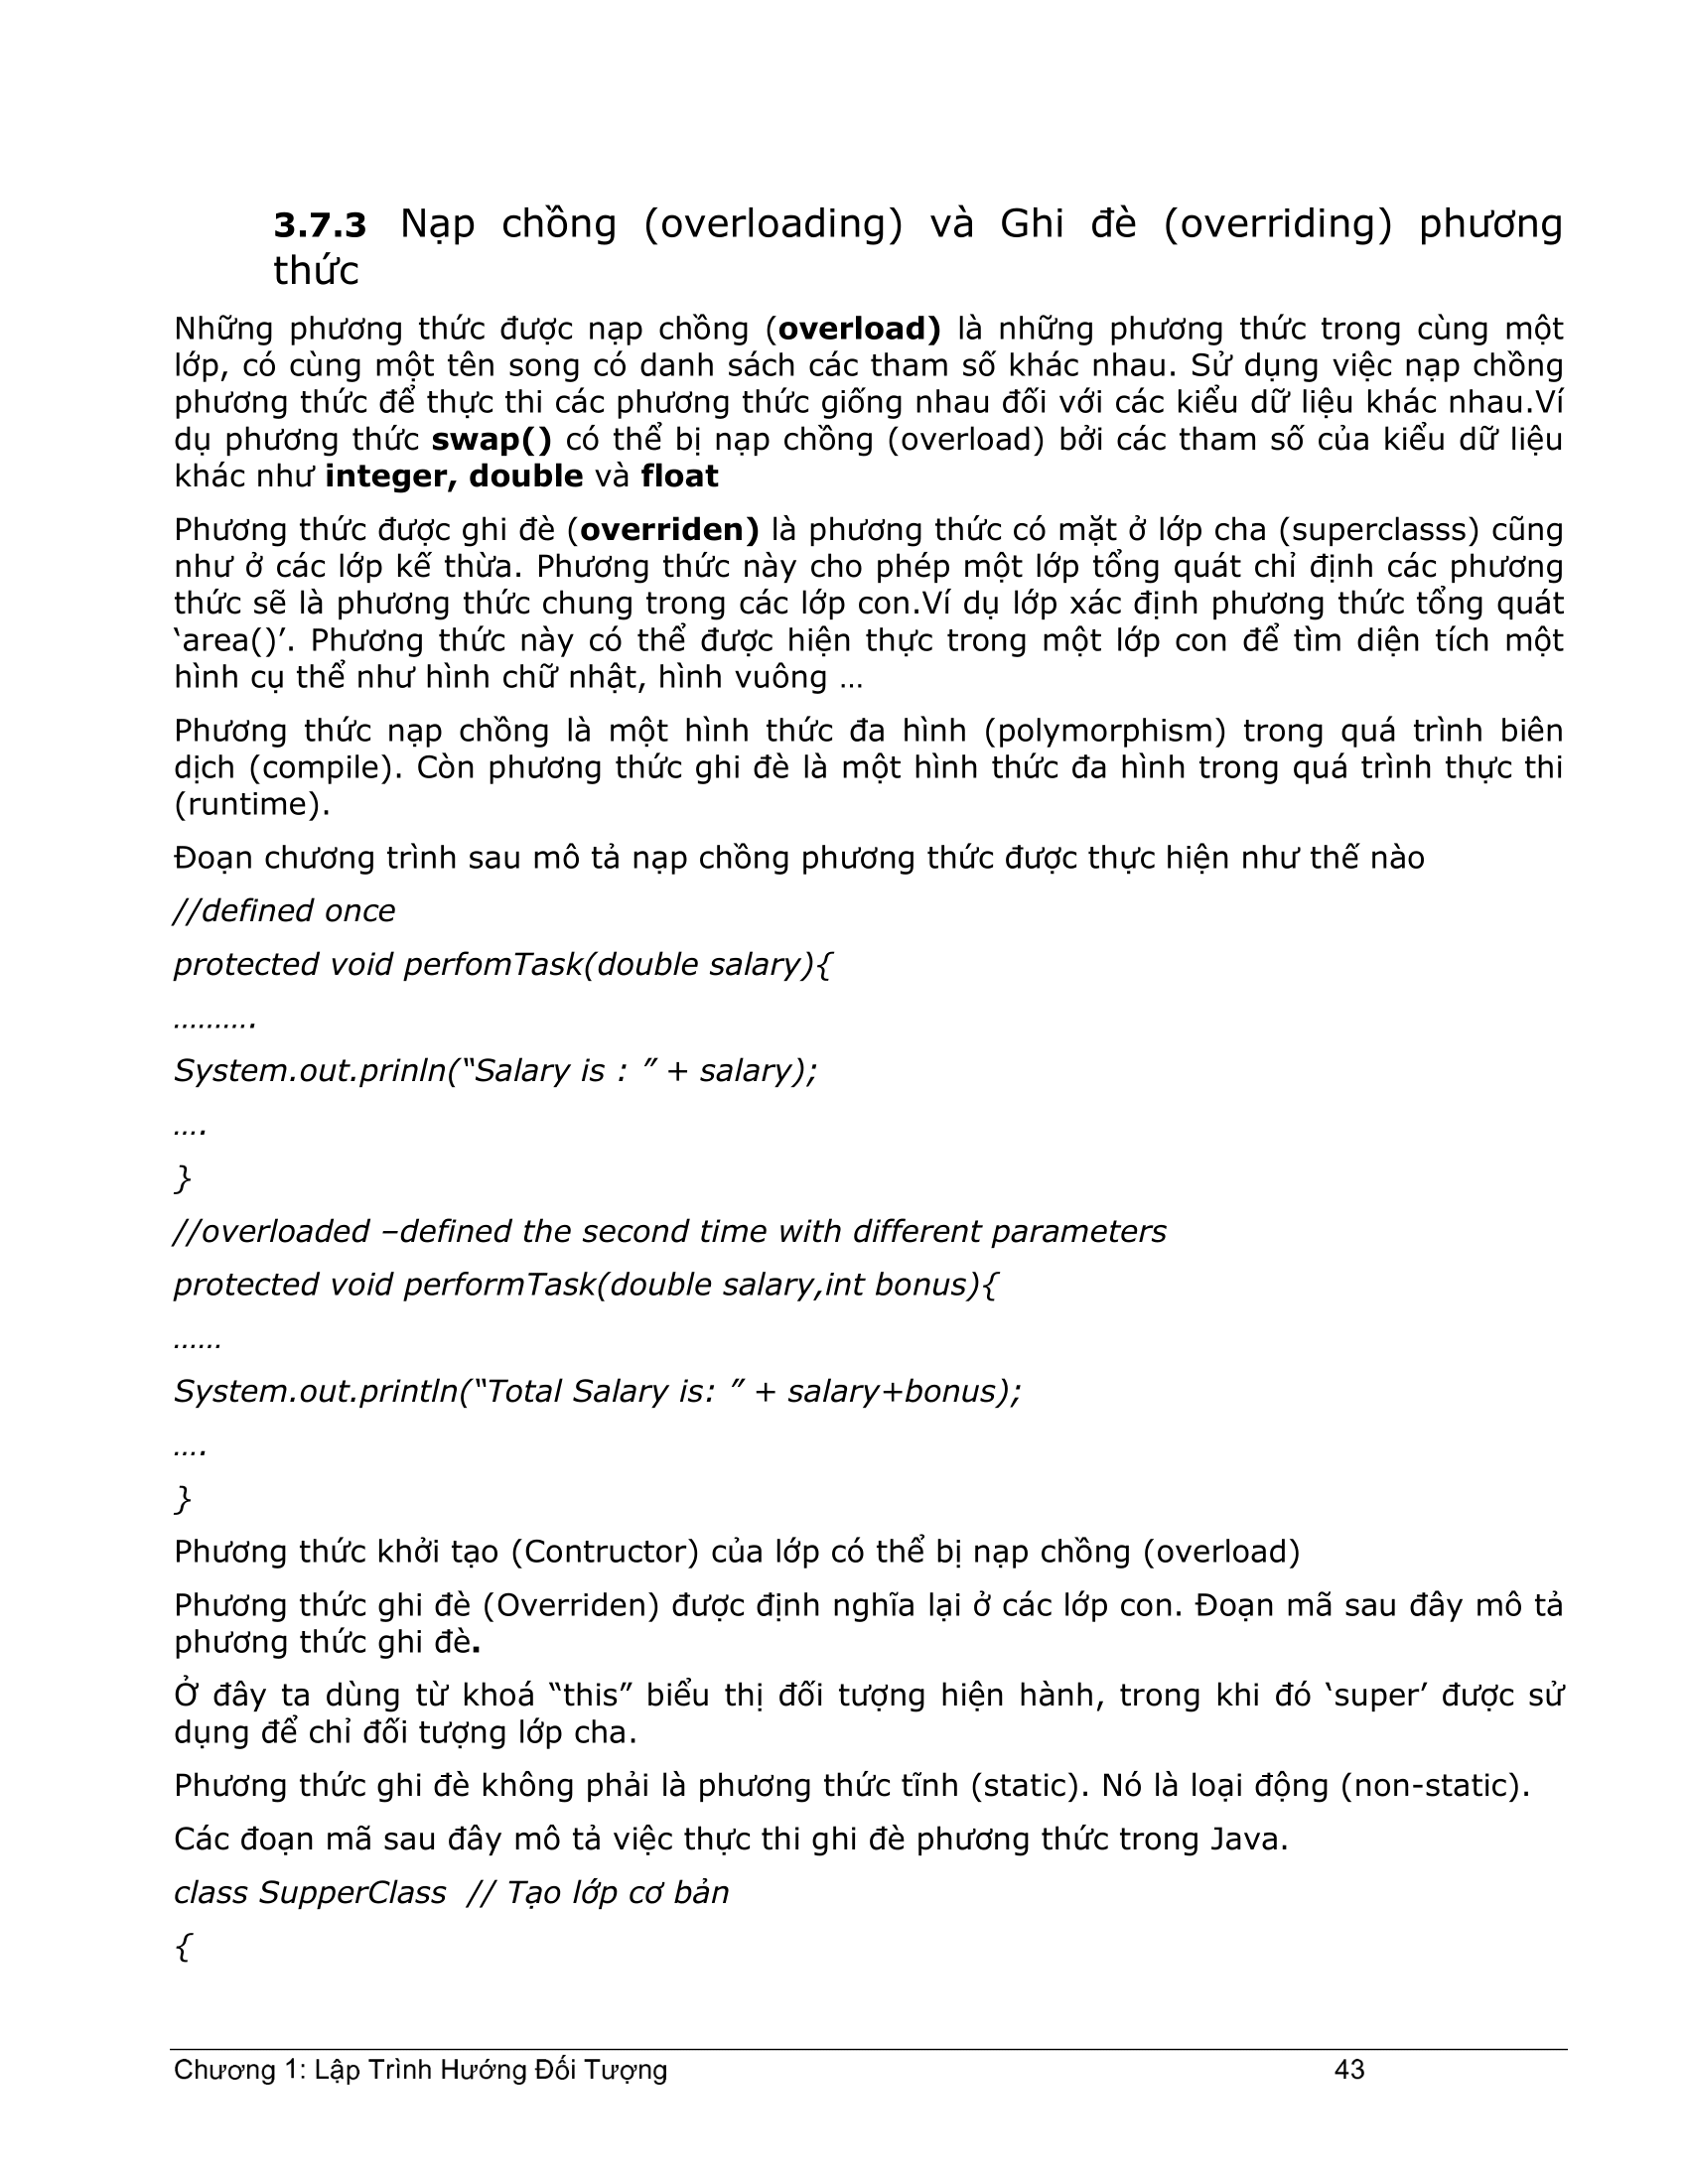 3.7.3 Nạp chồng (overloading) và Ghi đè (overriding) phương
thức
Những phương thức được nạp chồng (overload) là những phương thức trong cùng một
lớp, có cùng một tên song có danh sách các tham số khác nhau. Sử dụng việc nạp chồng
phương thức để thực thi các phương thức giống nhau đối với các kiểu dữ liệu khác nhau.Ví
dụ phương thức swap() có thể bị nạp chồng (overload) bởi các tham số của kiểu dữ liệu
khác như integer, double và float
Phương thức được ghi đè (overriden) là phương thức có mặt ở lớp cha (superclasss) cũng
như ở các lớp kế thừa. Phương thức này cho phép một lớp tổng quát chỉ định các phương
thức sẽ là phương thức chung trong các lớp con.Ví dụ lớp xác định phương thức tổng quát
‘area()’. Phương thức này có thể được hiện thực trong một lớp con để tìm diện tích một
hình cụ thể như hình chữ nhật, hình vuông …
Phương thức nạp chồng là một hình thức đa hình (polymorphism) trong quá trình biên
dịch (compile). Còn phương thức ghi đè là một hình thức đa hình trong quá trình thực thi
(runtime).
Đoạn chương trình sau mô tả nạp chồng phương thức được thực hiện như thế nào
//defined once
protected void perfomTask(double salary){
……….
System.out.prinln(“Salary is : ” + salary);
….
}
//overloaded –defined the second time with different parameters
protected void performTask(double salary,int bonus){
……
System.out.println(“Total Salary is: ” + salary+bonus);
….
}
Phương thức khởi tạo (Contructor) của lớp có thể bị nạp chồng (overload)
Phương thức ghi đè (Overriden) được định nghĩa lại ở các lớp con. Đoạn mã sau đây mô tả
phương thức ghi đè.
Ở đây ta dùng từ khoá “this” biểu thị đối tượng hiện hành, trong khi đó ‘super’ được sử
dụng để chỉ đối tượng lớp cha.
Phương thức ghi đè không phải là phương thức tĩnh (static). Nó là loại động (non-static).
Các đoạn mã sau đây mô tả việc thực thi ghi đè phương thức trong Java.
class SupperClass // Tạo lớp cơ bản
{
Chương 1: Lập Trình Hướng Đối Tượng 43